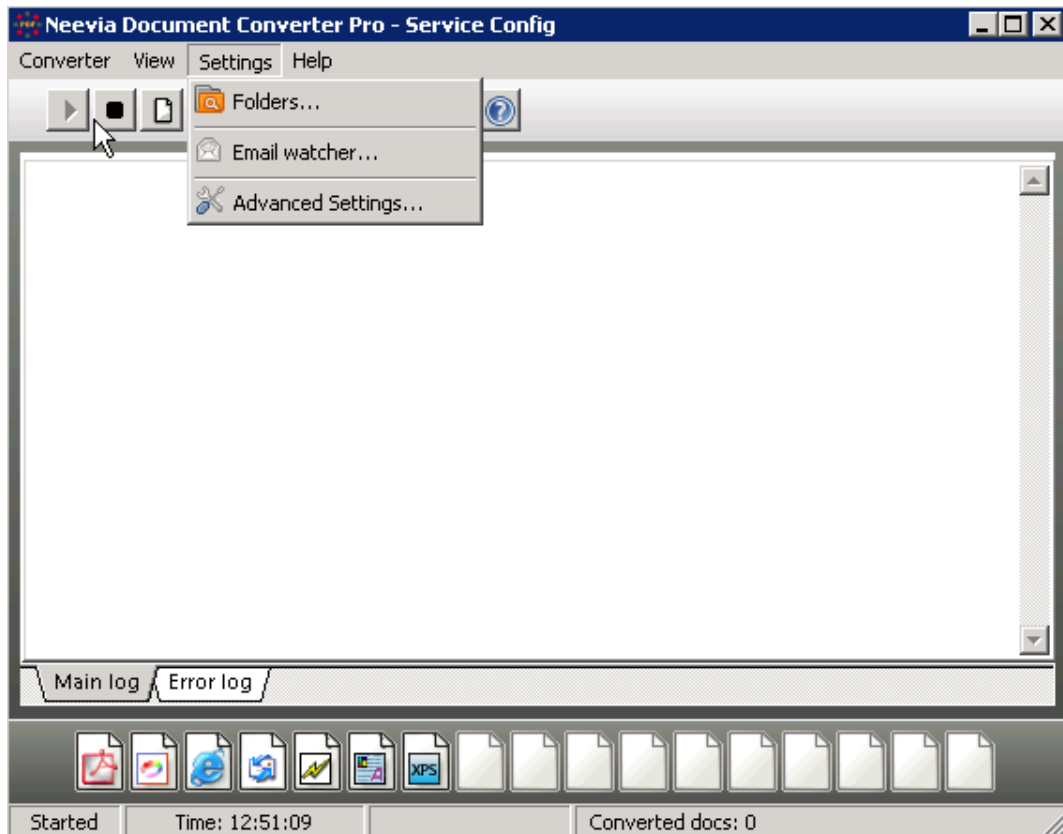 Neevia Document Converter Pro - Service Config
Converter View Settings Help
Folders...
Email watcher...
Advanced Settings...
Main log Error log
XPS
Started Time: 12:51:09 Converted docs: 0